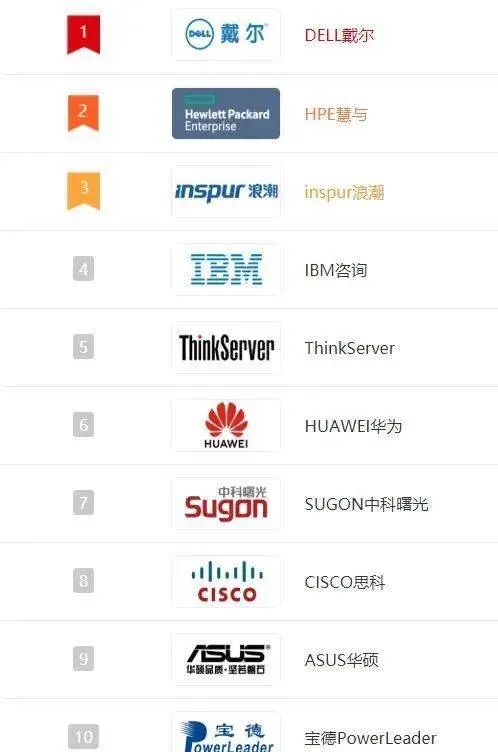 1
DELL 戴尔
DELL戴尔
2
Hewlett Packard
Enterprise
HPE慧与
3
inspur 浪潮
inspur浪潮
4
IBM
IBM咨询
5
ThinkServer
ThinkServer
6
HUAWEI
HUAWEI华为
7
中科曙光
Sugon
SUGON中科曙光
8
CISCO
CISCO思科
9
ASUS
华硕品质·坚若磐石
ASUS华硕
10
宝德
PowerLeader
宝德PowerLeader